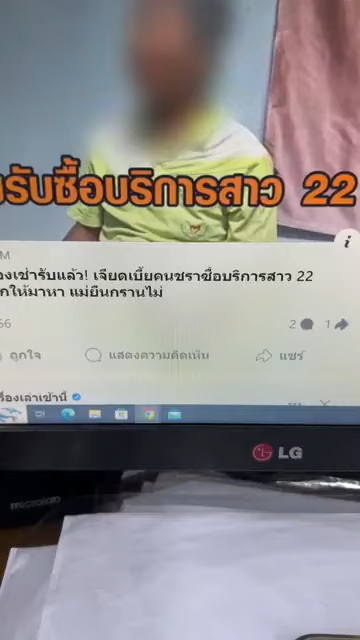 รับซื้อบริการสาว 22
องเช่ารับแล้ว! เจียดเบี้ยคนชราซื้อบริการสาว 22
กให้มาหา แม่ยืนกรานไม่
56
2
1
ถูกใจ
แสดงความคิดเห็น
แชร์
รื่องเล่าเช้านี้
LG
microlab